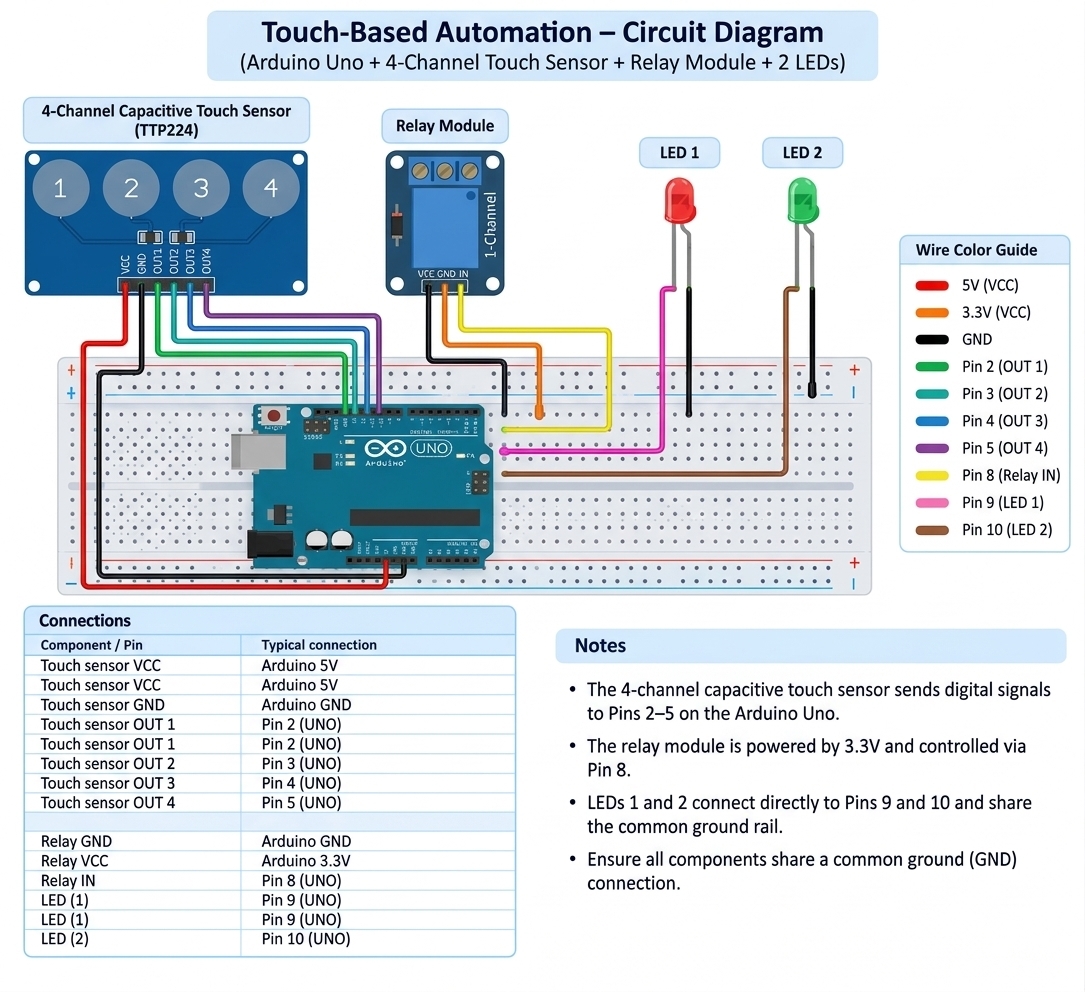 Touch-Based Automation – Circuit Diagram
(Arduino Uno + 4-Channel Touch Sensor + Relay Module + 2 LEDs)
4-Channel Capacitive Touch Sensor
(TTP224)
1 2 3 4
VCC GND OUT1 OUT2 OUT3 OUT4
Relay Module
1-Channel
VCC GND IN
LED 1
LED 2
Wire Color Guide
5V (VCC)
3.3V (VCC)
GND
Pin 2 (OUT 1)
Pin 3 (OUT 2)
Pin 4 (OUT 3)
Pin 5 (OUT 4)
Pin 8 (Relay IN)
Pin 9 (LED 1)
Pin 10 (LED 2)
UNO
Arduino
Connections
Component / Pin Typical connection
Touch sensor VCC Arduino 5V
Touch sensor VCC Arduino 5V
Touch sensor GND Arduino GND
Touch sensor OUT 1 Pin 2 (UNO)
Touch sensor OUT 1 Pin 2 (UNO)
Touch sensor OUT 2 Pin 3 (UNO)
Touch sensor OUT 3 Pin 4 (UNO)
Touch sensor OUT 4 Pin 5 (UNO)
Relay GND Arduino GND
Relay VCC Arduino 3.3V
Relay IN Pin 8 (UNO)
LED (1) Pin 9 (UNO)
LED (1) Pin 9 (UNO)
LED (2) Pin 10 (UNO)
Notes
• The 4-channel capacitive touch sensor sends digital signals
to Pins 2–5 on the Arduino Uno.
• The relay module is powered by 3.3V and controlled via
Pin 8.
• LEDs 1 and 2 connect directly to Pins 9 and 10 and share
the common ground rail.
• Ensure all components share a common ground (GND)
connection.